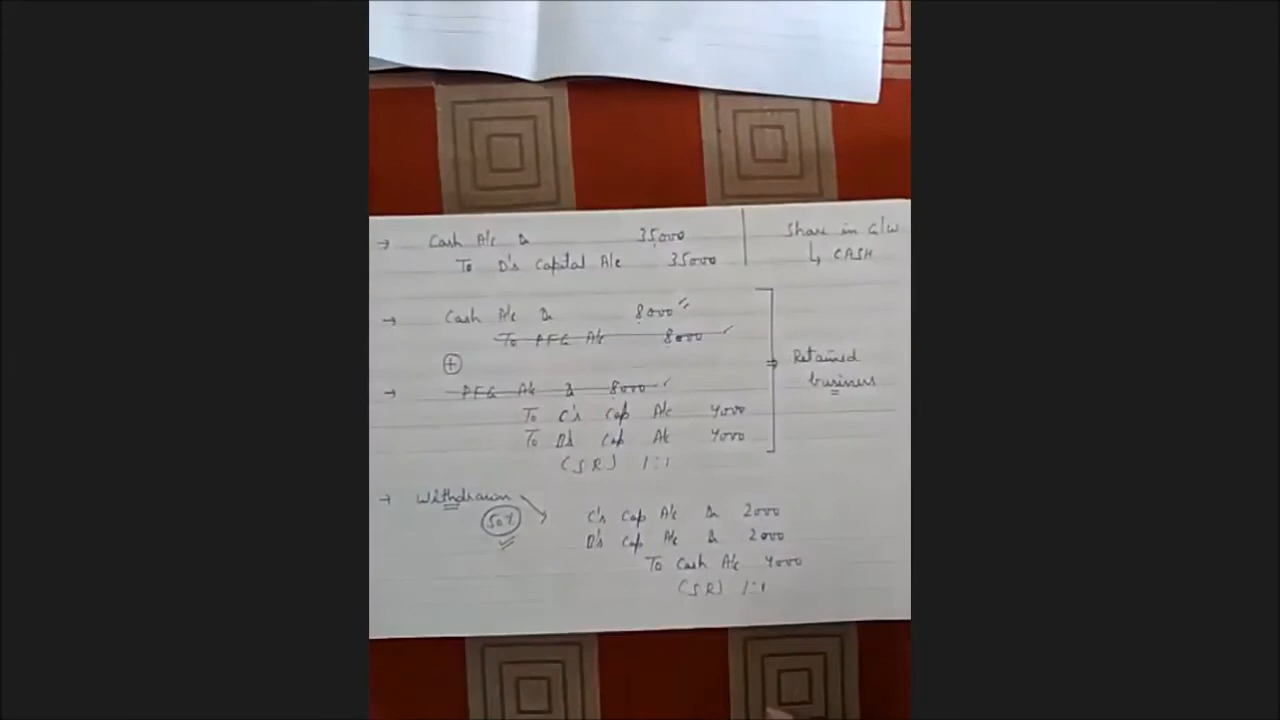 → Cash A/c Dr 35,000
To D's Capital A/c 35000
Share in G/W
↳ CASH
→ Cash A/c Dr 8000
To PFG A/c 8000
+
→ PFG A/c Dr 8000
To C's Cap A/c 4000
To B's Cap A/c 4000
(SR) 1:1
⇒ Retained
business
→ Withdrawn
50%
C's Cap A/c Dr 2000
B's Cap A/c Dr 2000
To Cash A/c 4000
(SR) 1:1